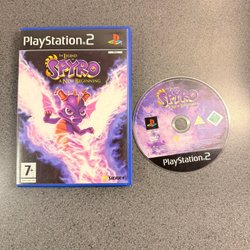 PlayStation 2
THE LEGEND OF
SPYRO
A NEW BEGINNING
7+
SIERRA
SPYRO
PlayStation 2